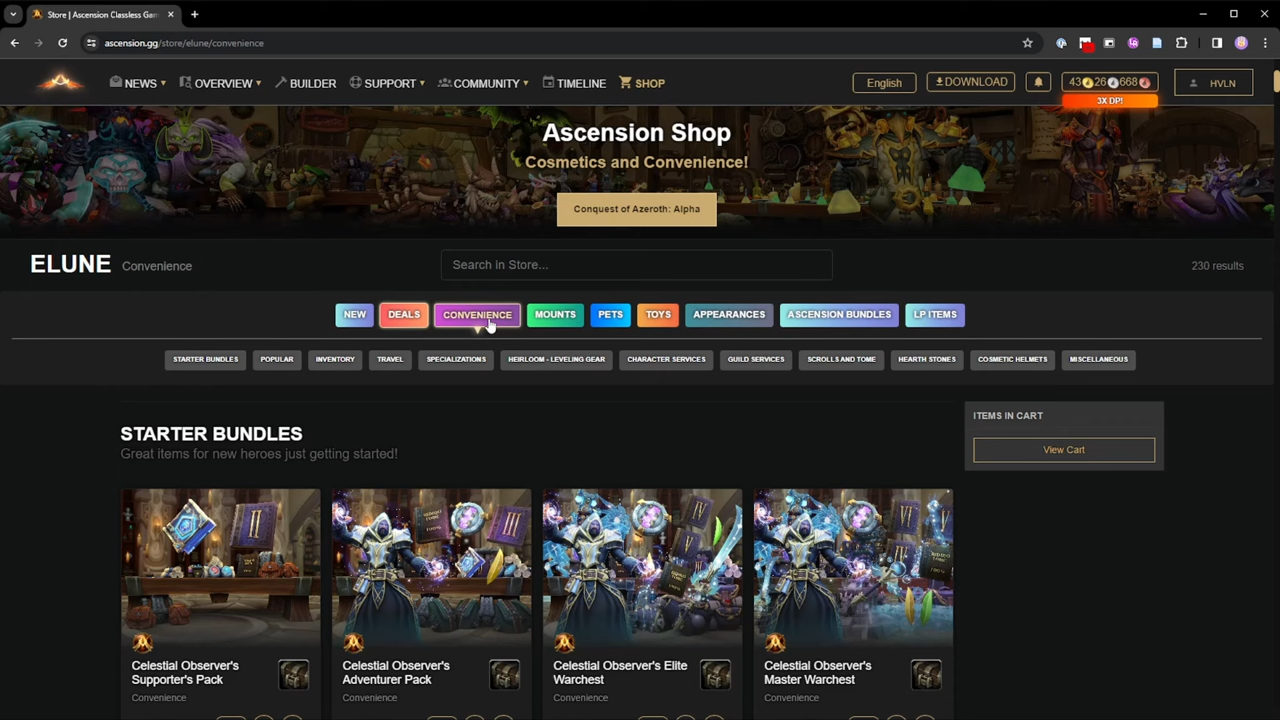 Store | Ascension Classless Gam
ascension.gg/store/elune/convenience
NEWS OVERVIEW BUILDER SUPPORT COMMUNITY TIMELINE SHOP English DOWNLOAD 43 26 668 HVLN
3X DP!
Ascension Shop
Cosmetics and Convenience!
Conquest of Azeroth: Alpha
ELUNE Convenience Search in Store... 230 results
NEW DEALS CONVENIENCE MOUNTS PETS TOYS APPEARANCES ASCENSION BUNDLES LP ITEMS
STARTER BUNDLES POPULAR INVENTORY TRAVEL SPECIALIZATIONS HEIRLOOM - LEVELING GEAR CHARACTER SERVICES GUILD SERVICES SCROLLS AND TOME HEARTH STONES COSMETIC HELMETS MISCELLANEOUS
ITEMS IN CART
View Cart
STARTER BUNDLES
Great items for new heroes just getting started!
Celestial Observer's
Supporter's Pack
Convenience
Celestial Observer's
Adventurer Pack
Convenience
Celestial Observer's Elite
Warchest
Convenience
Celestial Observer's
Master Warchest
Convenience